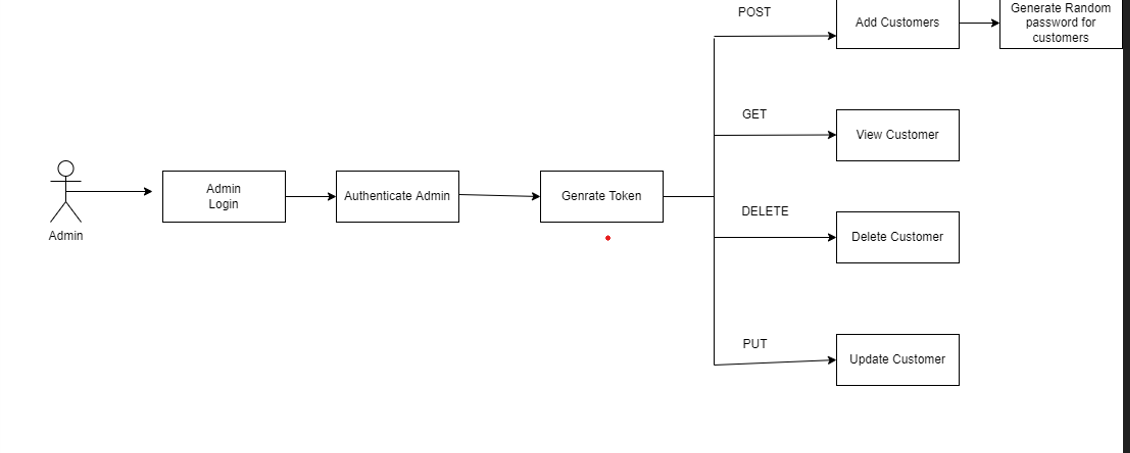 POST
Add Customers
Generate Random
password for
customers
GET
View Customer
Admin
Login
Authenticate Admin
Genrate Token
DELETE
Delete Customer
Admin
PUT
Update Customer